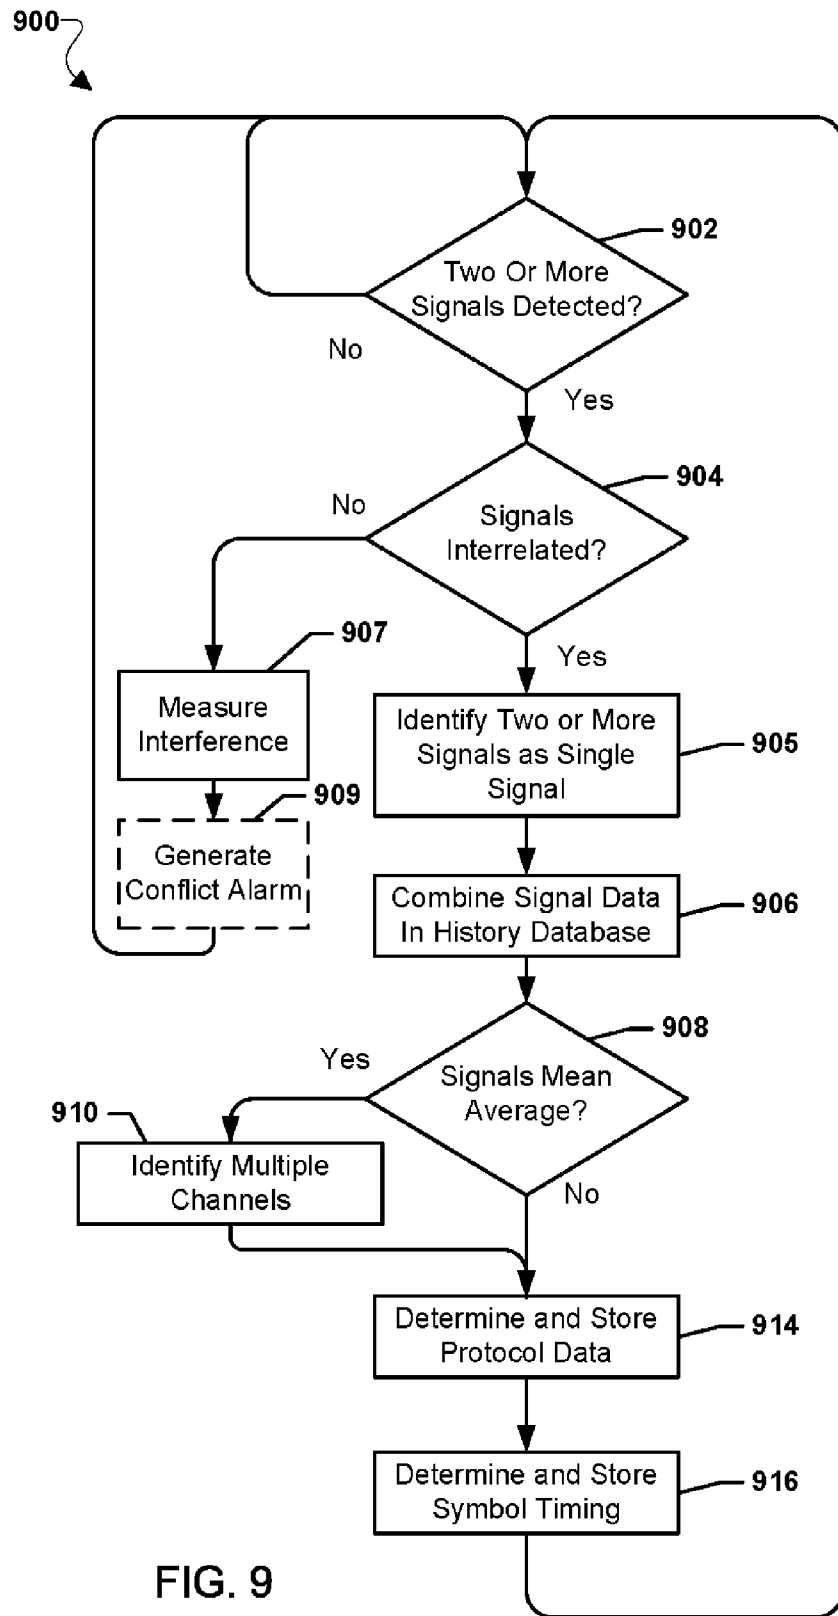 900
902
Two Or More
Signals Detected?
No
Yes
904
Signals
Interrelated?
No
Yes
907
Measure
Interference
909
Generate
Conflict Alarm
Identify Two or More
Signals as Single
Signal
905
Combine Signal Data
In History Database
906
908
Signals Mean
Average?
Yes
No
910
Identify Multiple
Channels
Determine and Store
Protocol Data
914
Determine and Store
Symbol Timing
916
FIG. 9